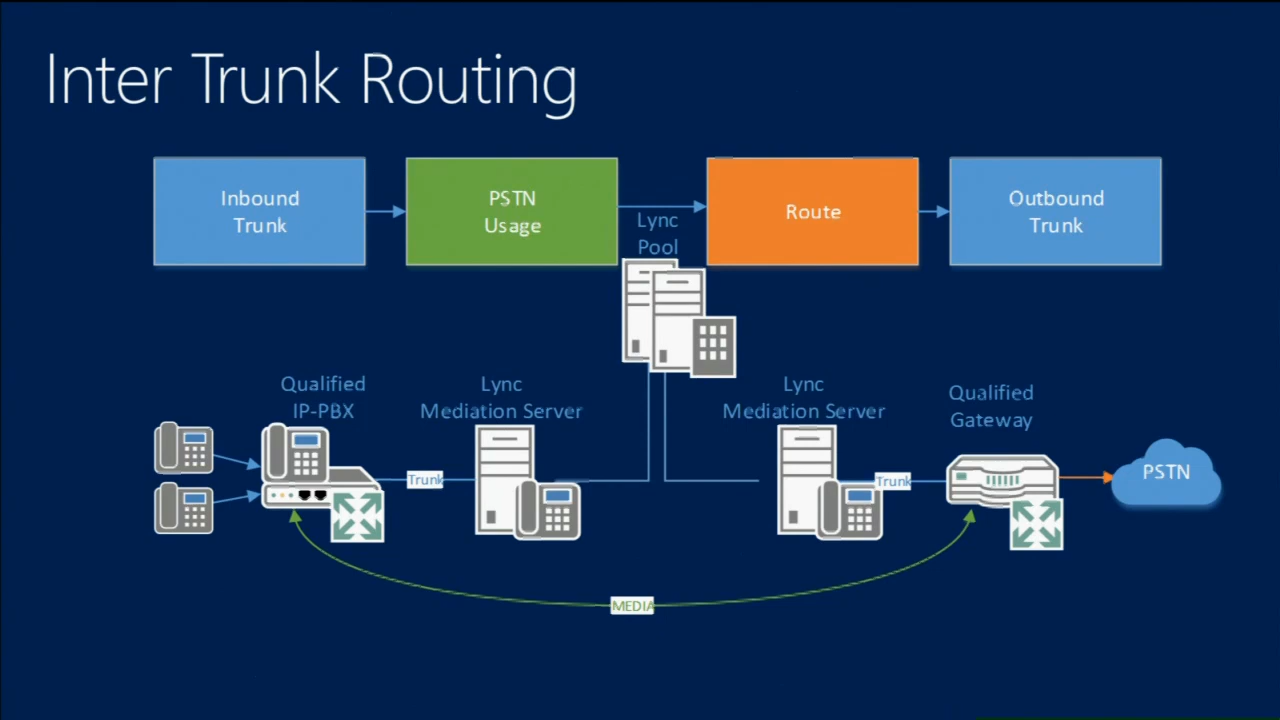 Inter Trunk Routing
Inbound
Trunk
PSTN
Usage
Route
Outbound
Trunk
Lync
Pool
Qualified
IP-PBX
Lync
Mediation Server
Lync
Mediation Server
Qualified
Gateway
Trunk
Trunk
PSTN
MEDIA